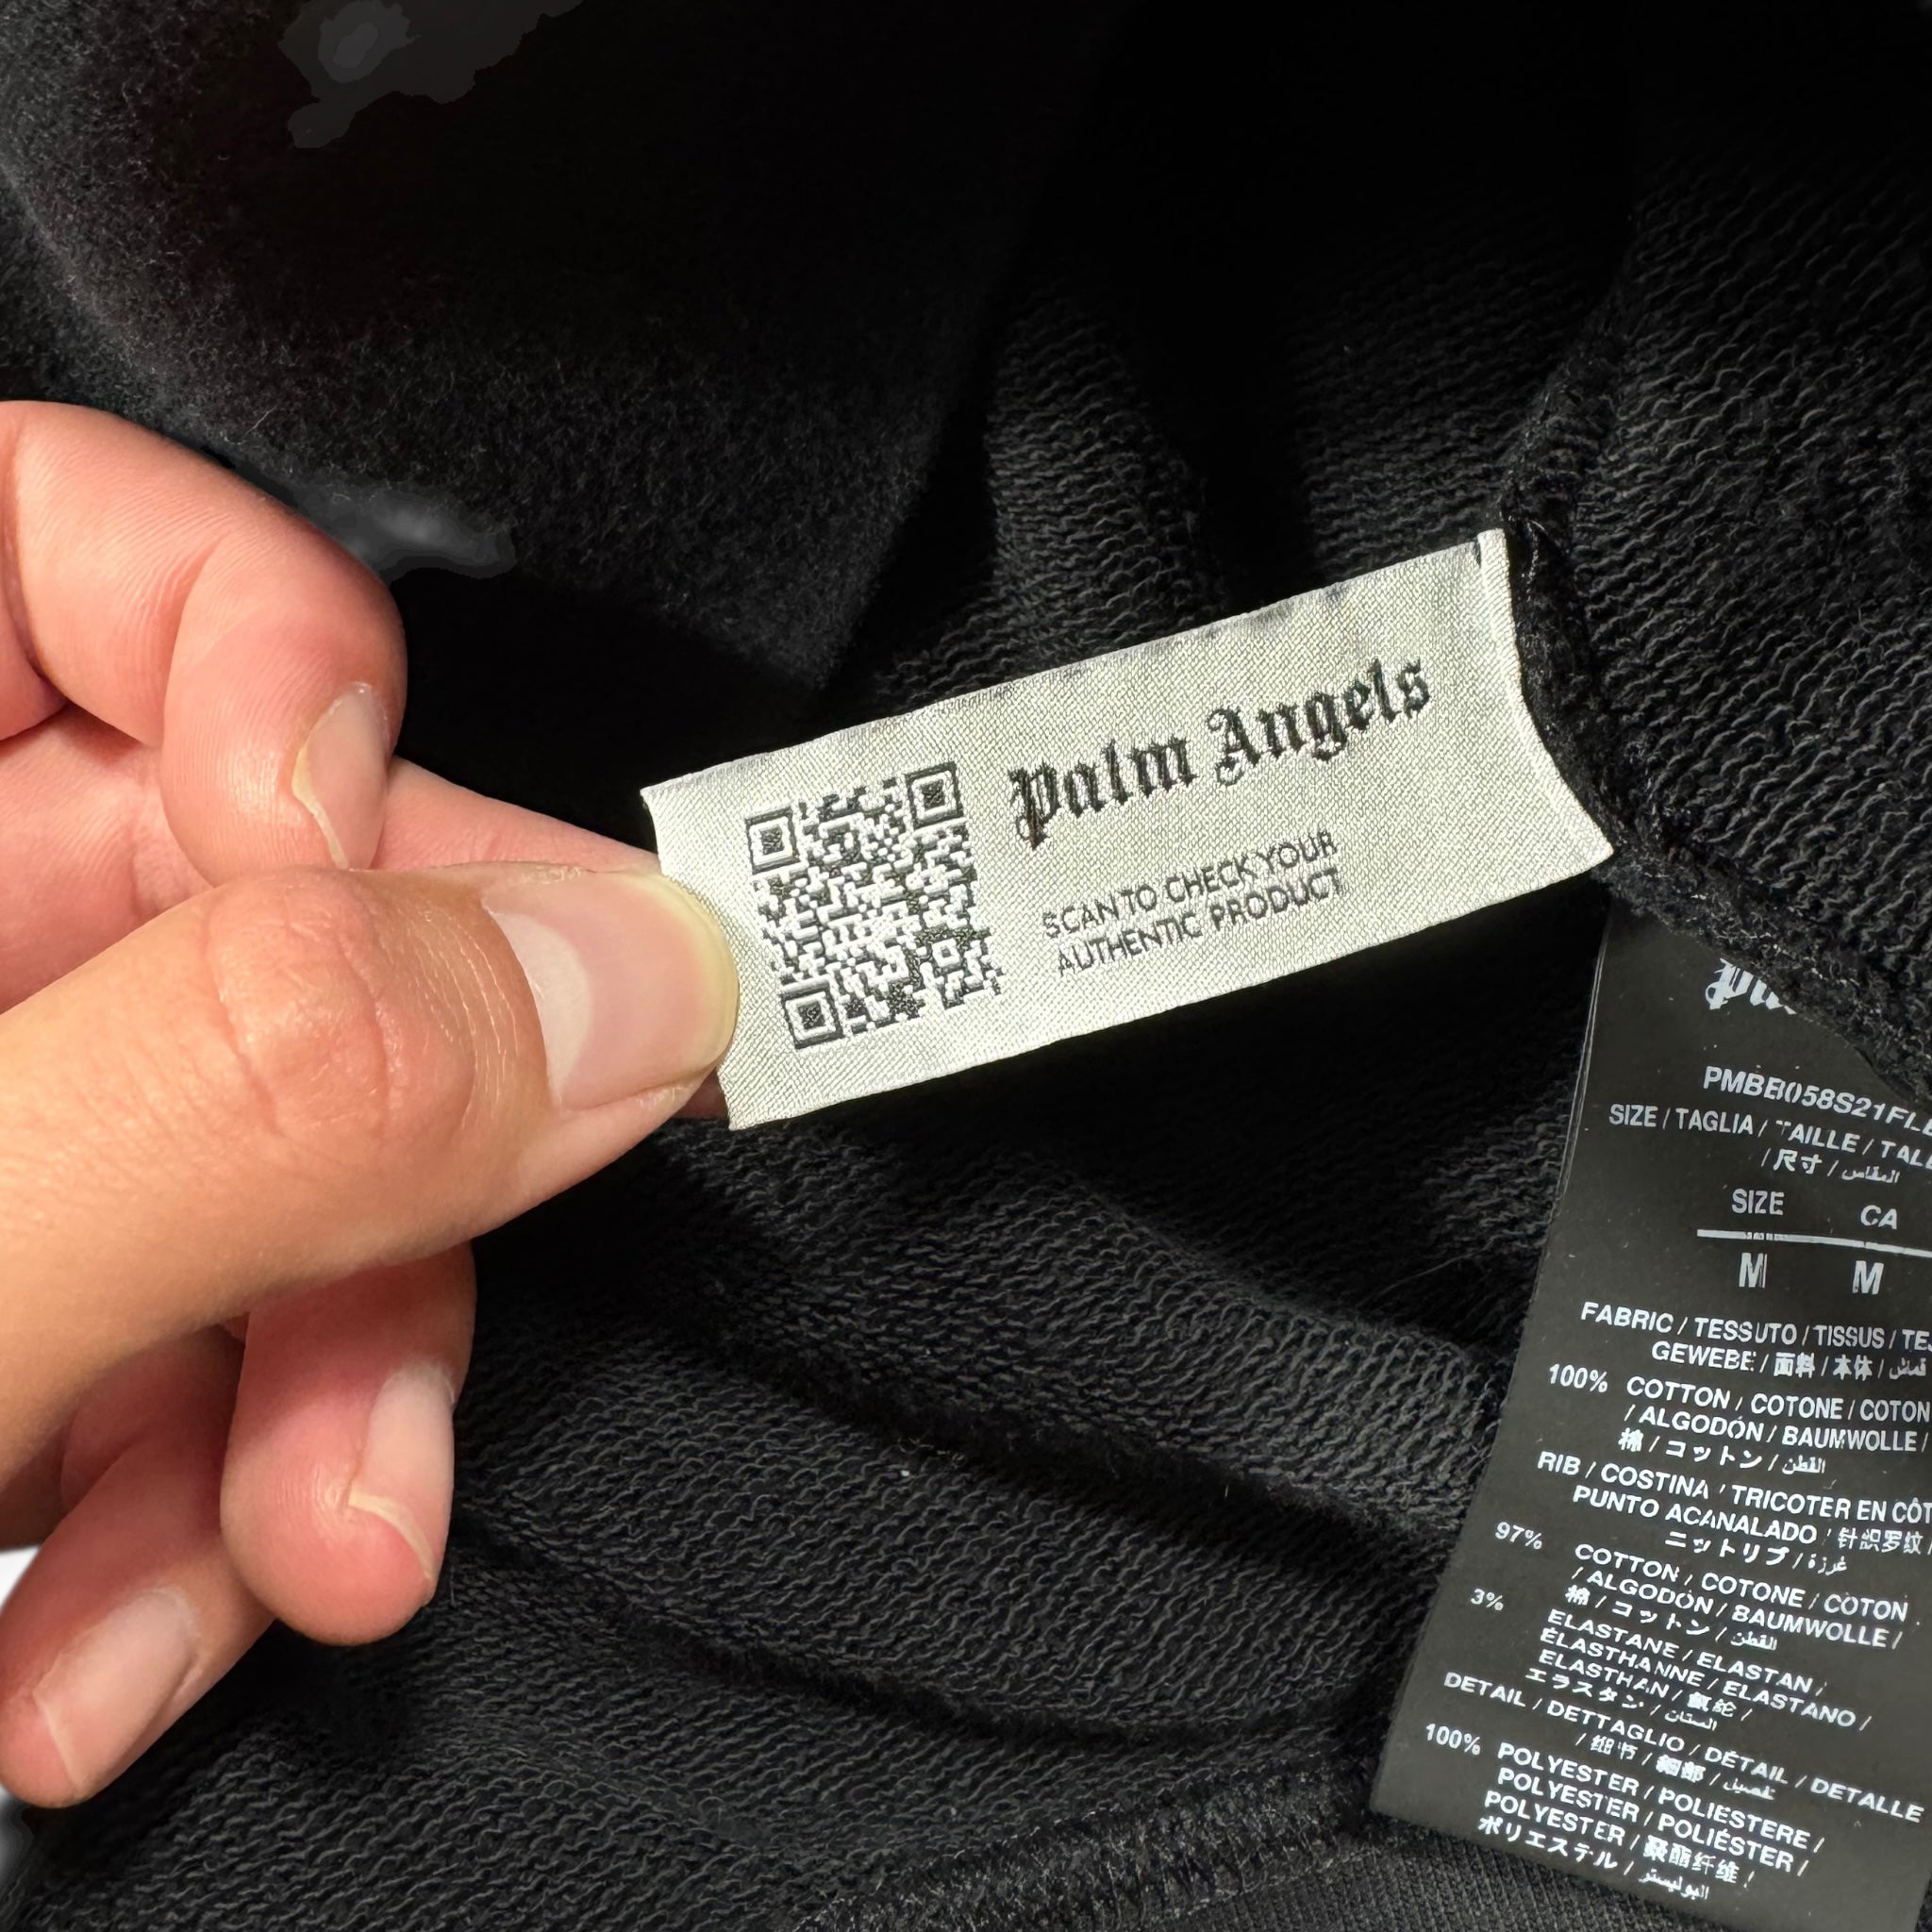 Palm Angels
SCAN TO CHECK YOUR
AUTHENTIC PRODUCT
PMBB058S21FLE
SIZE / TAGLIA / TAILLE /
/ 尺寸 / المقاس
SIZE CA
M M
FABRIC / TESSUTO / TISSUS /
GEWEBE / 面料 / 本体 / قماش
100% COTTON / COTONE / COTON
/ ALGODÓN / BAUMWOLLE /
棉 / コットン / القطن
RIB / COSTINA / TRICOTER EN
PUNTO ACANALADO / 针织罗纹 /
ニットリブ / غرزة
97% COTTON / COTONE / COTON
/ ALGODÓN / BAUMWOLLE /
棉 / コットン / القطن
3% ELASTANE / ELASTAN /
ÉLASTHANNE / ELASTANO /
ELASTHAN / 氨纶 /
エラスタン / الستان
DETAIL / DETTAGLIO / DÉTAIL / DETALLE
/ 细节 / 細部 / تفصيل
100% POLYESTER / POLIESTERE /
POLYESTER / POLIÉSTER /
POLYESTER / 聚酯纤维 /
ポリエステル / البوليستر